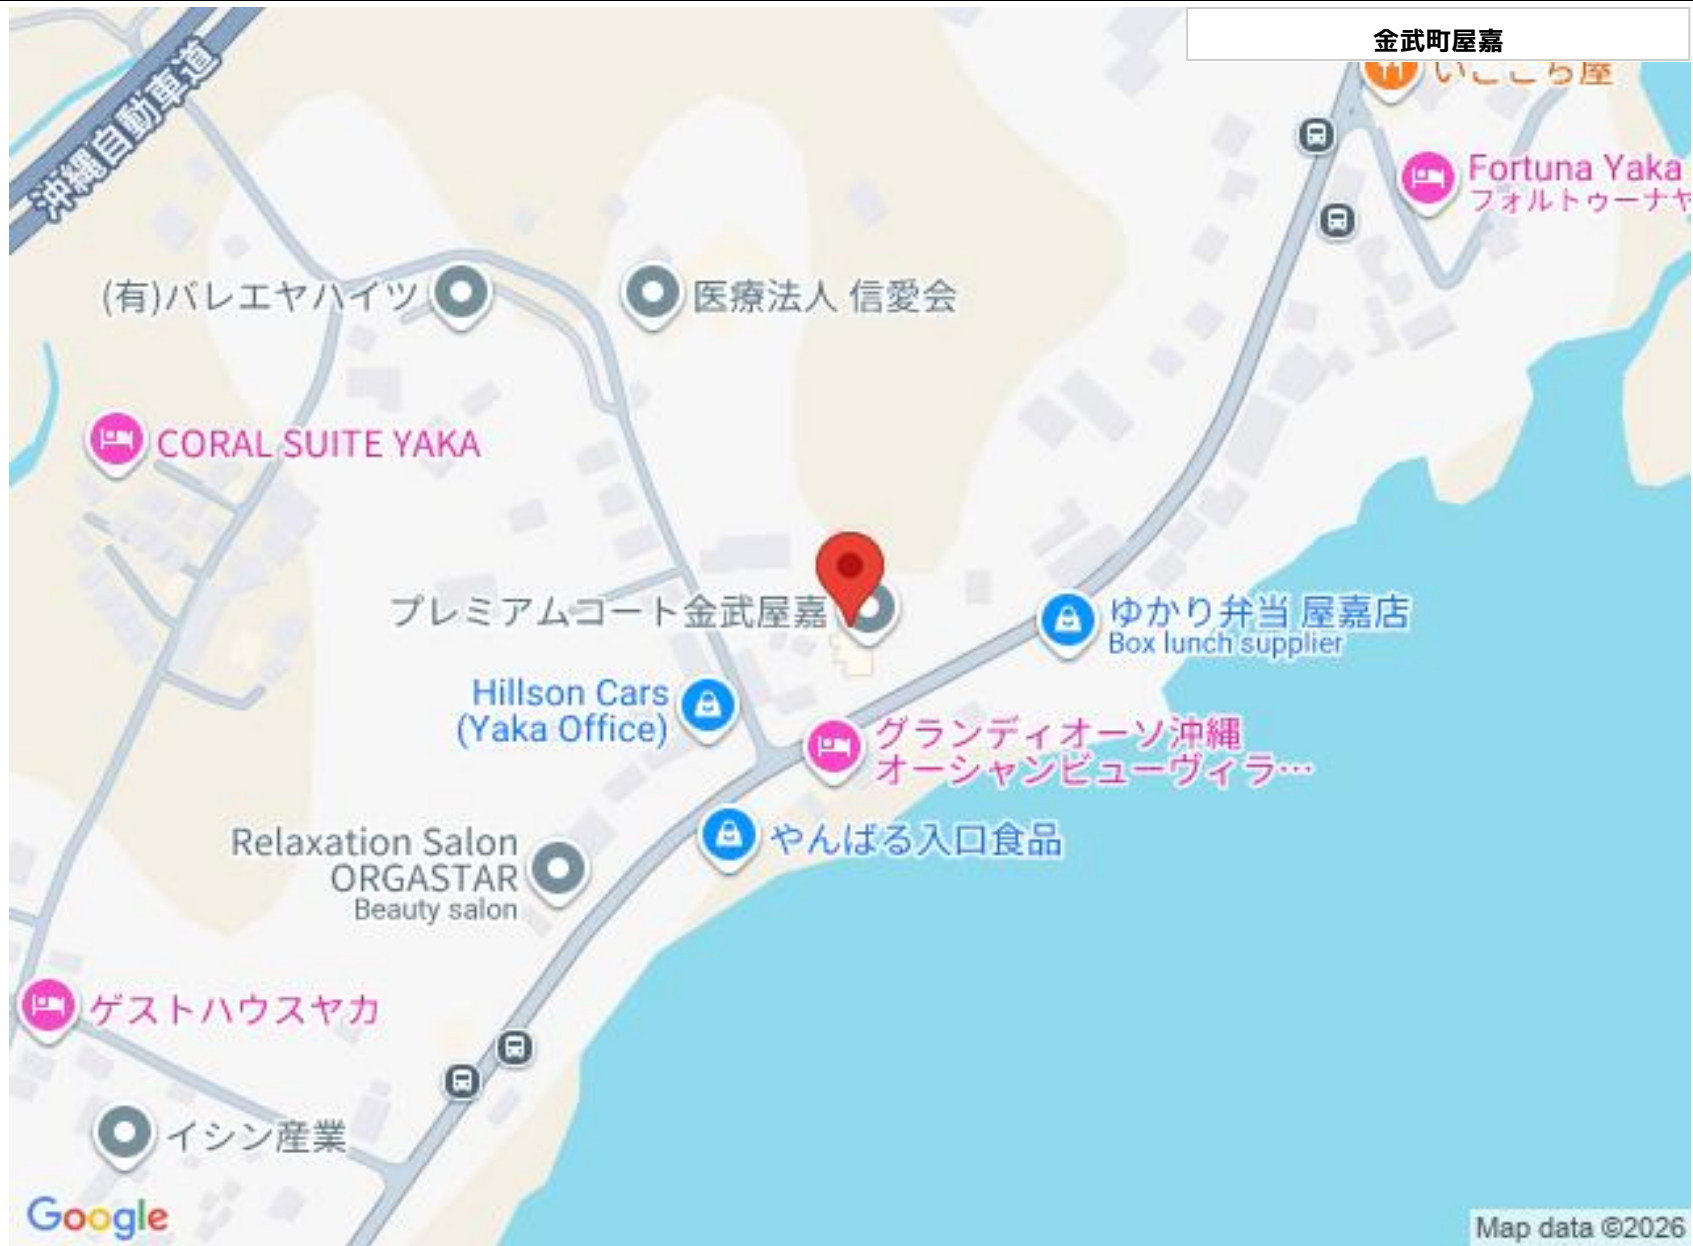 金武町屋嘉
いここち屋
沖縄自動車道
Fortuna Yaka
フォルトゥーナヤ
(有)バレエヤハイツ
医療法人 信愛会
CORAL SUITE YAKA
プレミアムコート金武屋嘉
ゆかり弁当 屋嘉店
Box lunch supplier
Hillson Cars
(Yaka Office)
グランディオーソ沖縄
オーシャンビューヴィラ…
やんばる入口食品
Relaxation Salon
ORGASTAR
Beauty salon
ゲストハウスヤカ
イシン産業
Google
Map data ©2026